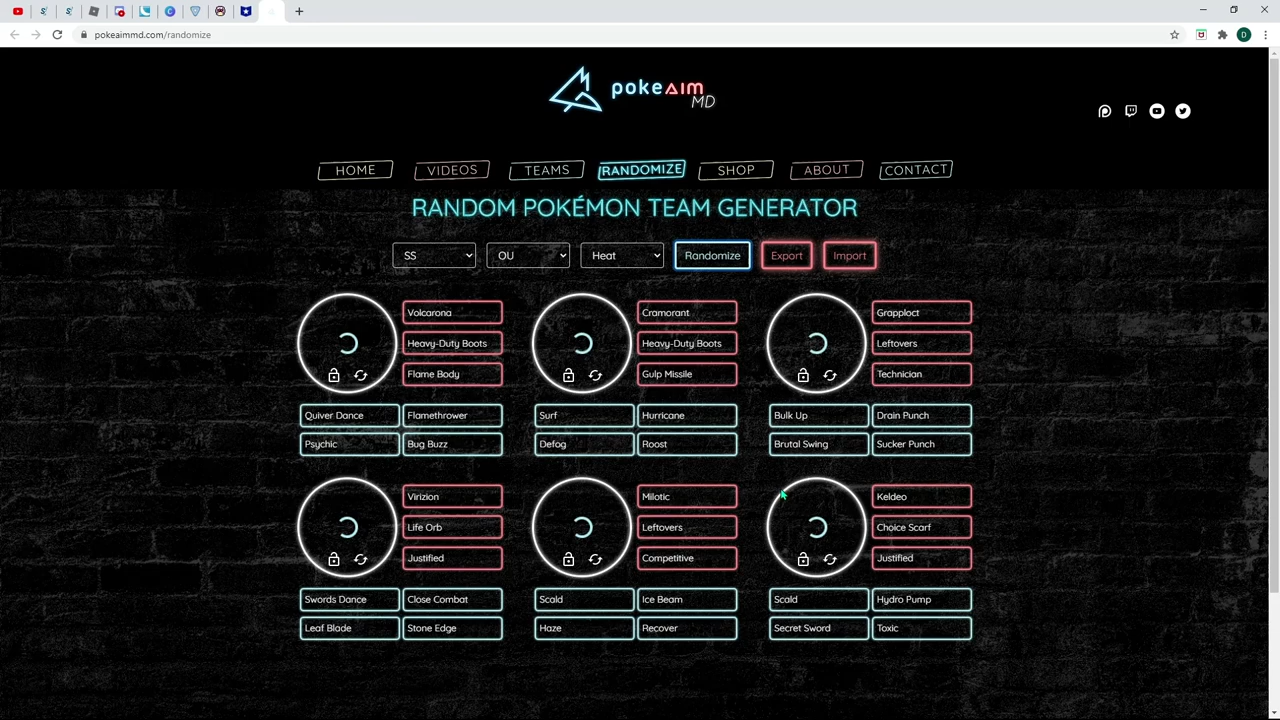 pokeaimmd.com/randomize
D
pokeAIM
MD
HOME VIDEOS TEAMS RANDOMIZE SHOP ABOUT CONTACT
RANDOM POKÉMON TEAM GENERATOR
SS OU Heat Randomize Export Import
Volcarona Cramorant Grapploct
Heavy-Duty Boots Heavy-Duty Boots Leftovers
Flame Body Gulp Missile Technician
Quiver Dance Flamethrower Surf Hurricane Bulk Up Drain Punch
Psychic Bug Buzz Defog Roost Brutal Swing Sucker Punch
Virizion Milotic Keldeo
Life Orb Leftovers Choice Scarf
Justified Competitive Justified
Swords Dance Close Combat Scald Ice Beam Scald Hydro Pump
Leaf Blade Stone Edge Haze Recover Secret Sword Toxic